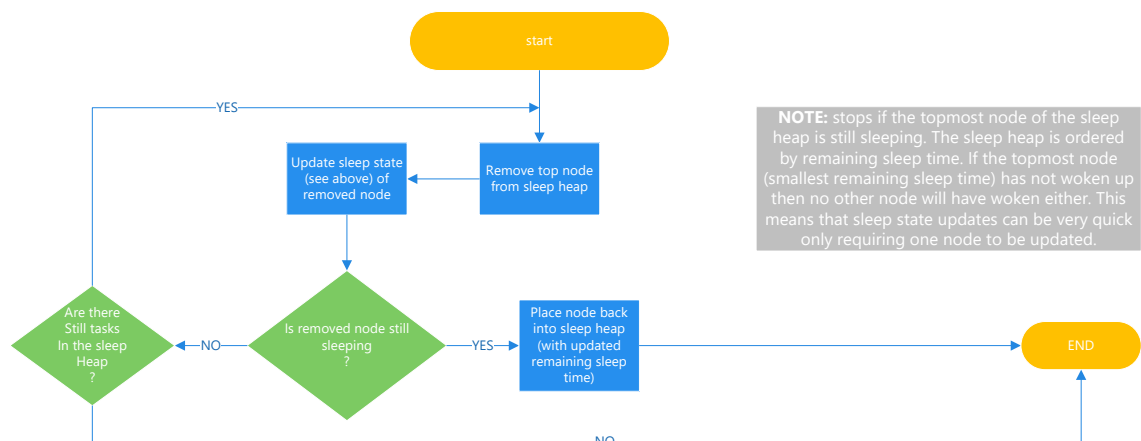 start
YES
NOTE: stops if the topmost node of the sleep
heap is still sleeping. The sleep heap is ordered
by remaining sleep time. If the topmost node
(smallest remaining sleep time) has not woken up
then no other node will have woken either. This
means that sleep state updates can be very quick
only requiring one node to be updated.
Update sleep state
(see above) of
removed node
Remove top node
from sleep heap
Are there
Still tasks
In the sleep
Heap
?
NO
Is removed node still
sleeping
?
YES
Place node back
into sleep heap
(with updated
remaining sleep
time)
END
NO